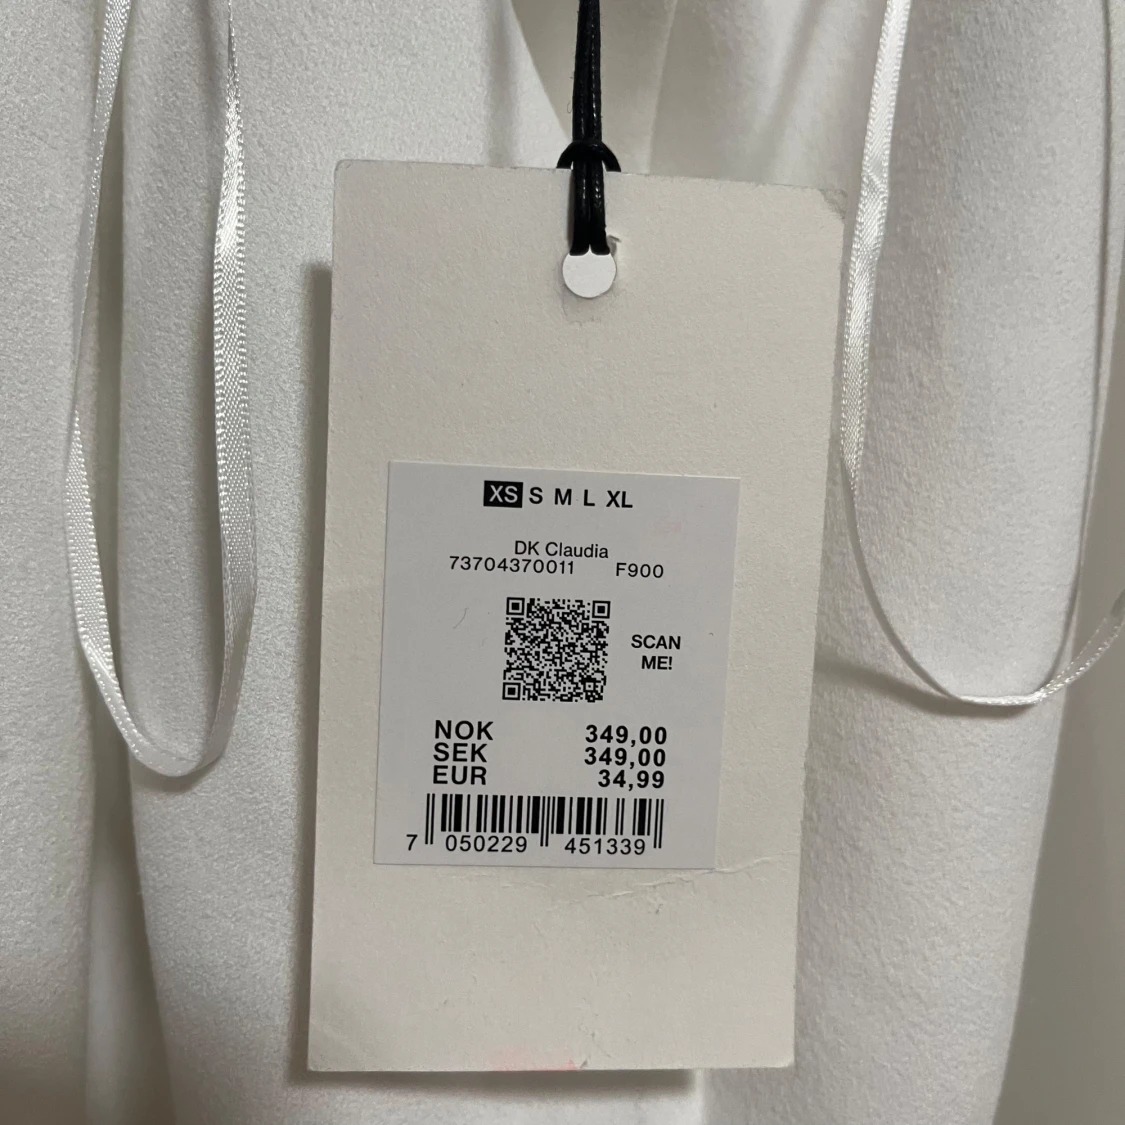 XS S M L XL
DK Claudia
73704370011 F900
SCAN
ME!
NOK 349,00
SEK 349,00
EUR 34,99
7 050229 451339